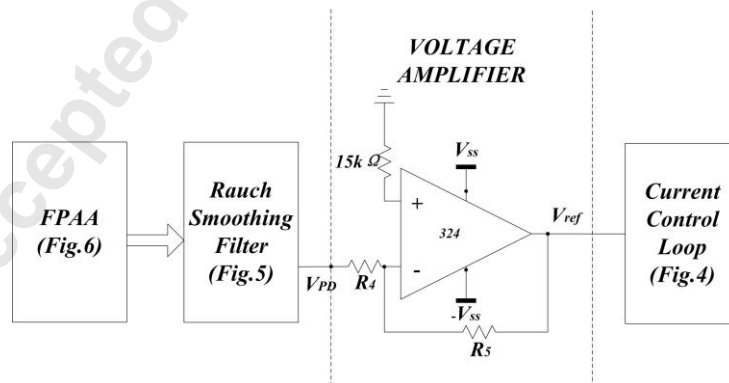 Accepted
VOLTAGE
AMPLIFIER
FPAA
(Fig.6)
Rauch
Smoothing
Filter
(Fig.5)
15k Ω
Vss
+
324
-
-Vss
VPD
R4
R5
Vref
Current
Control
Loop
(Fig.4)